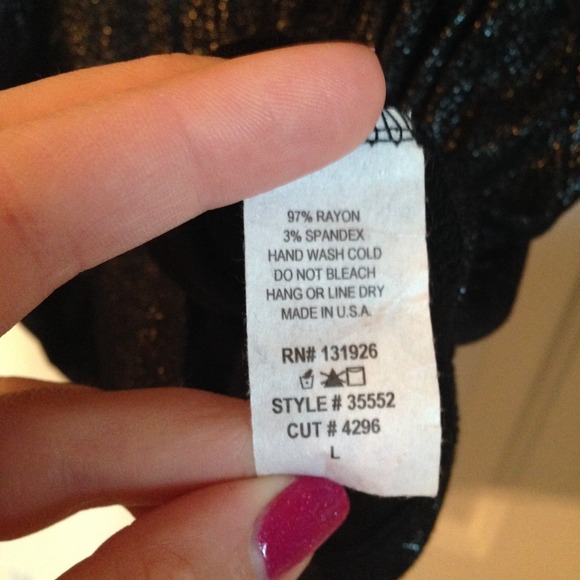 97% RAYON
3% SPANDEX
HAND WASH COLD
DO NOT BLEACH
HANG OR LINE DRY
MADE IN U.S.A.
RN# 131926
STYLE # 35552
CUT # 4296
L